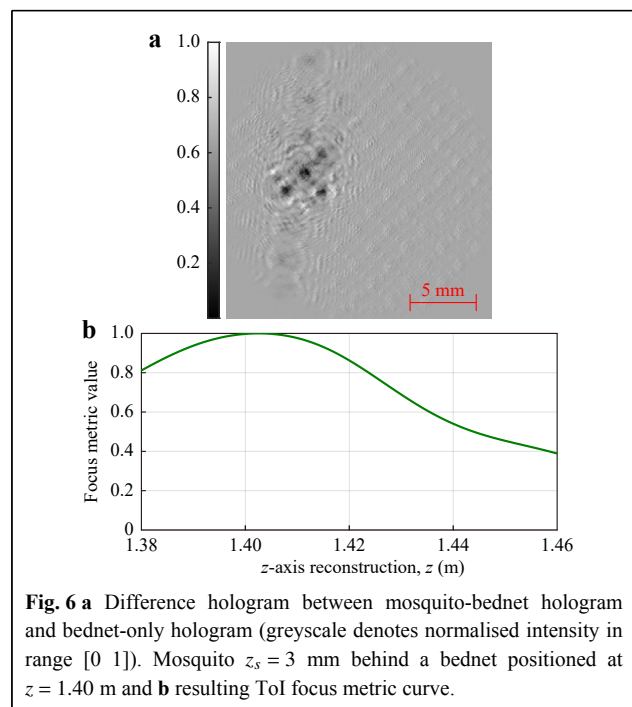 a
1.0
0.8
0.6
0.4
0.2
5 mm
b
1.0
0.8
0.6
0.4
0.2
0
Focus metric value
1.38 1.40 1.42 1.44 1.46
z-axis reconstruction, z (m)
Fig. 6 a Difference hologram between mosquito-bednet hologram
and bednet-only hologram (greyscale denotes normalised intensity in
range [0 1]). Mosquito zₛ = 3 mm behind a bednet positioned at
z = 1.40 m and b resulting ToI focus metric curve.